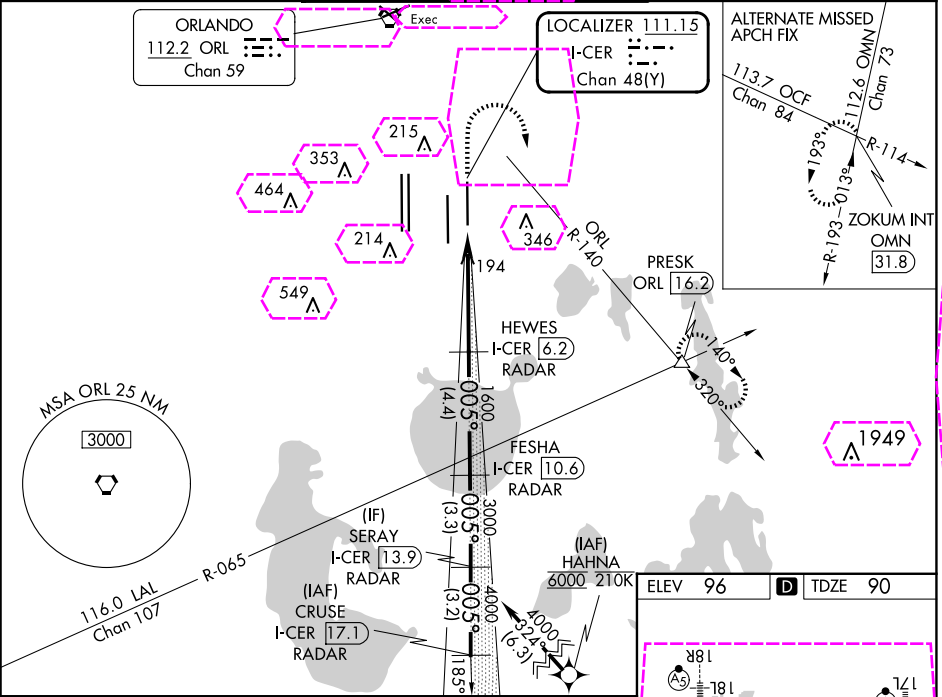 ORLANDO
112.2 ORL
Chan 59
Exec
LOCALIZER 111.15
I-CER
Chan 48(Y)
ALTERNATE MISSED
APCH FIX
113.7 OCF
Chan 84
112.6 OMN
Chan 73
R-114
193°
013°
R-193
ZOKUM INT
OMN
31.8
215
353
464
214
549
346
194
ORL
R-140
PRESK
ORL 16.2
140°
320°
HEWES
I-CER 6.2
RADAR
1600
005°
(4.4)
MSA ORL 25 NM
3000
1949
FESHA
I-CER 10.6
RADAR
3000
005°
(3.3)
(IF)
SERAY
I-CER 13.9
RADAR
R-065
116.0 LAL
Chan 107
(IAF)
CRUSE
I-CER 17.1
RADAR
4000
005°
(3.2)
185°
(IAF)
HAHNA
6000 210K
4000
324°
(6.3)
ELEV 96
D
TDZE 90
18R
A5
18L
17L